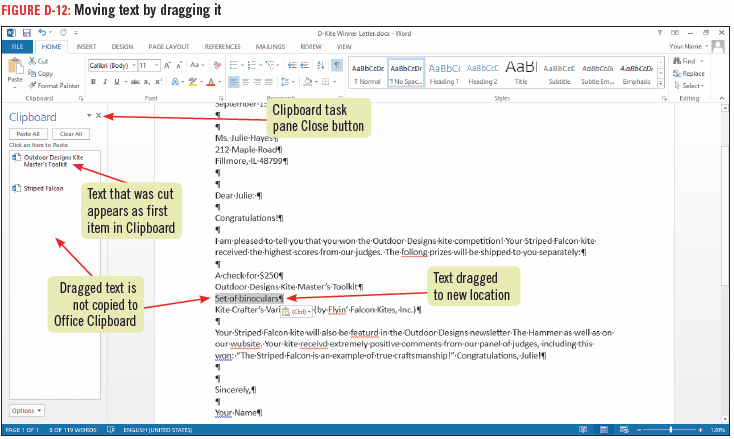 FIGURE D-12: Moving text by dragging it
D-Kite Winner Letter.docx - Word
FILE HOME INSERT DESIGN PAGE LAYOUT REFERENCES MAILINGS REVIEW VIEW
Your Name
Cut
Copy
Format Painter
Paste
Calibri (Body) 11
Find
Replace
Select
AaBbCcDc AaBbCcDc AaBbCc AaBbCcC AaBl AaBbCcC AaBbCcDc AaBbCcDc
¶ Normal ¶ No Spac... Heading 1 Heading 2 Title Subtitle Subtle Em... Emphasis
Clipboard Font Styles Editing
Clipboard
Paste All Clear All
Click an Item to Paste:
Outdoor Designs Kite
Master's Toolkit
Striped Falcon
Options
Clipboard task
pane Close button
Text that was cut
appears as first
item in Clipboard
Dragged text is
not copied to
Office Clipboard
Text dragged
to new location
¶
Ms.·Julie·Hayes¶
212·Maple·Road¶
Fillmore,·IL·48799¶
¶
¶
Dear·Julie:·¶
¶
Congratulations!¶
¶
I·am·pleased·to·tell·you·that·you·won·the·Outdoor·Designs·kite·competition!·Your·Striped·Falcon·kite·
received·the·highest·scores·from·our·judges.··The·follong·prizes·will·be·shipped·to·you·separately:¶
¶
A·check·for·$250¶
Outdoor·Designs·Kite·Master's·Toolkit¶
Set·of·binoculars¶
Kite·Crafter's·Vari (Ctrl) (by·Flyin'·Falcon·Kites,·Inc.)¶
¶
Your·Striped·Falcon·kite·will·also·be·featurd·in·the·Outdoor·Designs·newsletter·The·Hammer·as·well·as·on·
our·wubsite.·Your·kite·receivd·extremely·positive·comments·from·our·panel·of·judges,·including·this·
won:·"The·Striped·Falcon·is·an·example·of·true·craftsmanship!"·Congratulations,·Julie!¶
¶
¶
Sincerely,¶
¶
Your·Name¶
PAGE 1 OF 1 3 OF 119 WORDS ENGLISH (UNITED STATES) 120%